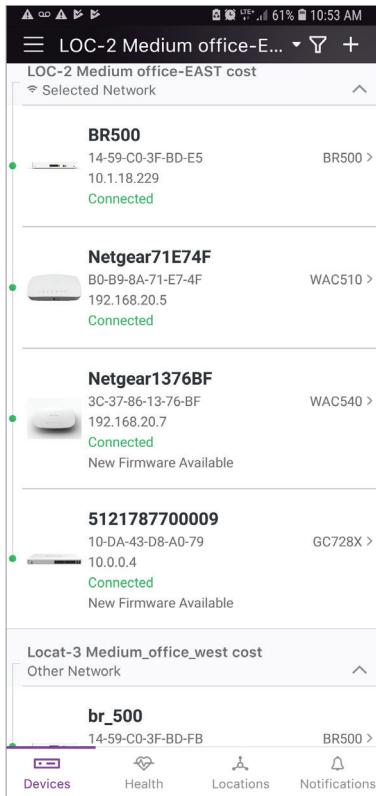 LTE+ 61% 10:53 AM
LOC-2 Medium office-E...
LOC-2 Medium office-EAST cost
Selected Network
BR500
14-59-C0-3F-BD-E5 BR500 >
10.1.18.229
Connected
Netgear71E74F
B0-B9-8A-71-E7-4F WAC510 >
192.168.20.5
Connected
Netgear1376BF
3C-37-86-13-76-BF WAC540 >
192.168.20.7
Connected
New Firmware Available
5121787700009
10-DA-43-D8-A0-79 GC728X >
10.0.0.4
Connected
New Firmware Available
Locat-3 Medium_office_west cost
Other Network
br_500
14-59-C0-3F-BD-FB BR500 >
Devices Health Locations Notifications